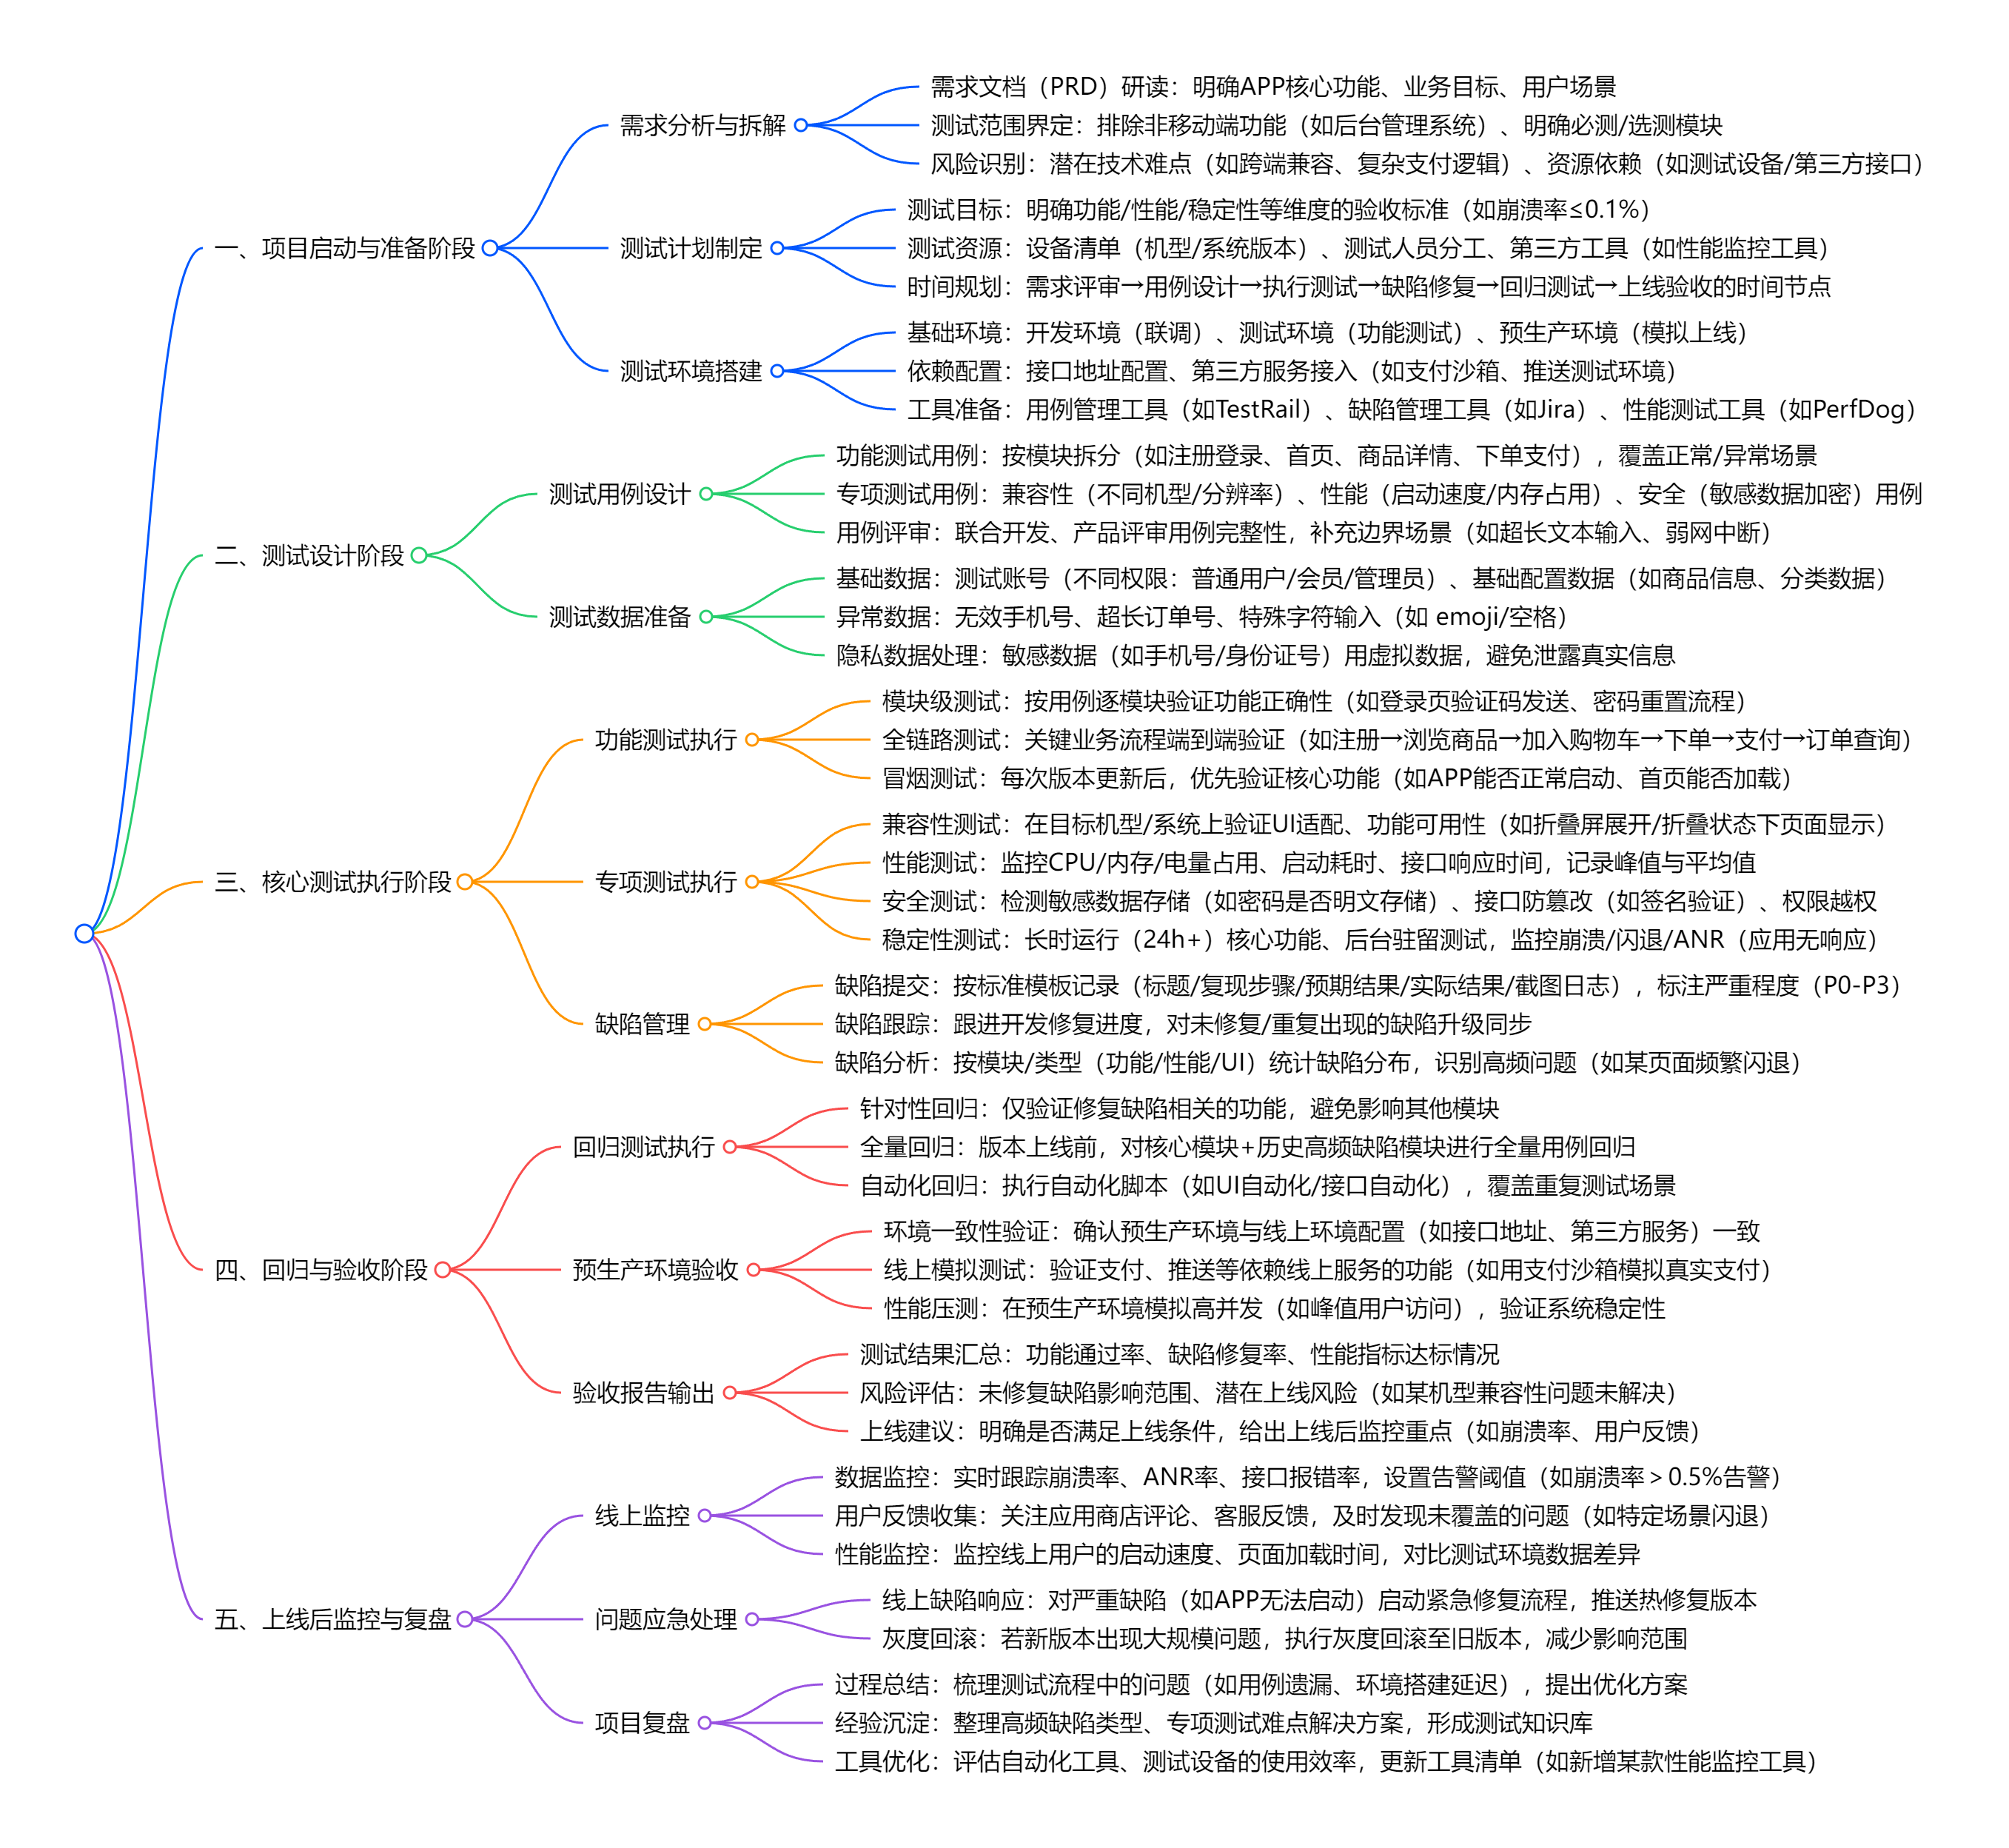 一、项目启动与准备阶段
需求分析与拆解
需求文档（PRD）研读：明确APP核心功能、业务目标、用户场景
测试范围界定：排除非移动端功能（如后台管理系统）、明确必测/选测模块
风险识别：潜在技术难点（如跨端兼容、复杂支付逻辑）、资源依赖（如测试设备/第三方接口）
测试计划制定
测试目标：明确功能/性能/稳定性等维度的验收标准（如崩溃率≤0.1%）
测试资源：设备清单（机型/系统版本）、测试人员分工、第三方工具（如性能监控工具）
时间规划：需求评审→用例设计→执行测试→缺陷修复→回归测试→上线验收的时间节点
测试环境搭建
基础环境：开发环境（联调）、测试环境（功能测试）、预生产环境（模拟上线）
依赖配置：接口地址配置、第三方服务接入（如支付沙箱、推送测试环境）
工具准备：用例管理工具（如TestRail）、缺陷管理工具（如Jira）、性能测试工具（如PerfDog）
二、测试设计阶段
测试用例设计
功能测试用例：按模块拆分（如注册登录、首页、商品详情、下单支付），覆盖正常/异常场景
专项测试用例：兼容性（不同机型/分辨率）、性能（启动速度/内存占用）、安全（敏感数据加密）用例
用例评审：联合开发、产品评审用例完整性，补充边界场景（如超长文本输入、弱网中断）
测试数据准备
基础数据：测试账号（不同权限：普通用户/会员/管理员）、基础配置数据（如商品信息、分类数据）
异常数据：无效手机号、超长订单号、特殊字符输入（如 emoji/空格）
隐私数据处理：敏感数据（如手机号/身份证号）用虚拟数据，避免泄露真实信息
三、核心测试执行阶段
功能测试执行
模块级测试：按用例逐模块验证功能正确性（如登录页验证码发送、密码重置流程）
全链路测试：关键业务流程端到端验证（如注册→浏览商品→加入购物车→下单→支付→订单查询）
冒烟测试：每次版本更新后，优先验证核心功能（如APP能否正常启动、首页能否加载）
专项测试执行
兼容性测试：在目标机型/系统上验证UI适配、功能可用性（如折叠屏展开/折叠状态下页面显示）
性能测试：监控CPU/内存/电量占用、启动耗时、接口响应时间，记录峰值与平均值
安全测试：检测敏感数据存储（如密码是否明文存储）、接口防篡改（如签名验证）、权限越权
稳定性测试：长时运行（24h+）核心功能、后台驻留测试，监控崩溃/闪退/ANR（应用无响应）
缺陷管理
缺陷提交：按标准模板记录（标题/复现步骤/预期结果/实际结果/截图日志），标注严重程度（P0-P3）
缺陷跟踪：跟进开发修复进度，对未修复/重复出现的缺陷升级同步
缺陷分析：按模块/类型（功能/性能/UI）统计缺陷分布，识别高频问题（如某页面频繁闪退）
四、回归与验收阶段
回归测试执行
针对性回归：仅验证修复缺陷相关的功能，避免影响其他模块
全量回归：版本上线前，对核心模块+历史高频缺陷模块进行全量用例回归
自动化回归：执行自动化脚本（如UI自动化/接口自动化），覆盖重复测试场景
预生产环境验收
环境一致性验证：确认预生产环境与线上环境配置（如接口地址、第三方服务）一致
线上模拟测试：验证支付、推送等依赖线上服务的功能（如用支付沙箱模拟真实支付）
性能压测：在预生产环境模拟高并发（如峰值用户访问），验证系统稳定性
验收报告输出
测试结果汇总：功能通过率、缺陷修复率、性能指标达标情况
风险评估：未修复缺陷影响范围、潜在上线风险（如某机型兼容性问题未解决）
上线建议：明确是否满足上线条件，给出上线后监控重点（如崩溃率、用户反馈）
五、上线后监控与复盘
线上监控
数据监控：实时跟踪崩溃率、ANR率、接口报错率，设置告警阈值（如崩溃率＞0.5%告警）
用户反馈收集：关注应用商店评论、客服反馈，及时发现未覆盖的问题（如特定场景闪退）
性能监控：监控线上用户的启动速度、页面加载时间，对比测试环境数据差异
问题应急处理
线上缺陷响应：对严重缺陷（如APP无法启动）启动紧急修复流程，推送热修复版本
灰度回滚：若新版本出现大规模问题，执行灰度回滚至旧版本，减少影响范围
项目复盘
过程总结：梳理测试流程中的问题（如用例遗漏、环境搭建延迟），提出优化方案
经验沉淀：整理高频缺陷类型、专项测试难点解决方案，形成测试知识库
工具优化：评估自动化工具、测试设备的使用效率，更新工具清单（如新增某款性能监控工具）